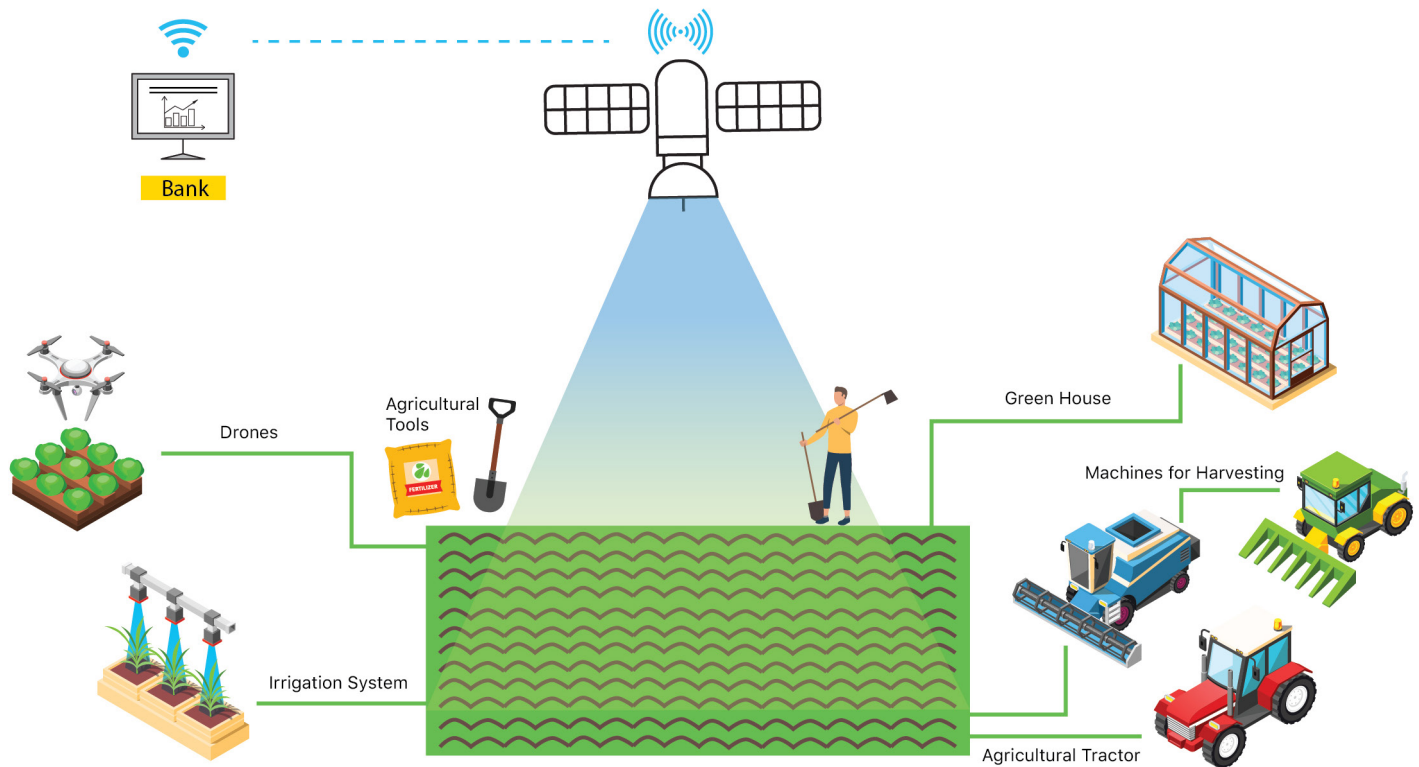 Bank
Green House
Agricultural
Tools
Drones
FERTILIZER
Machines for Harvesting
Irrigation System
Agricultural Tractor